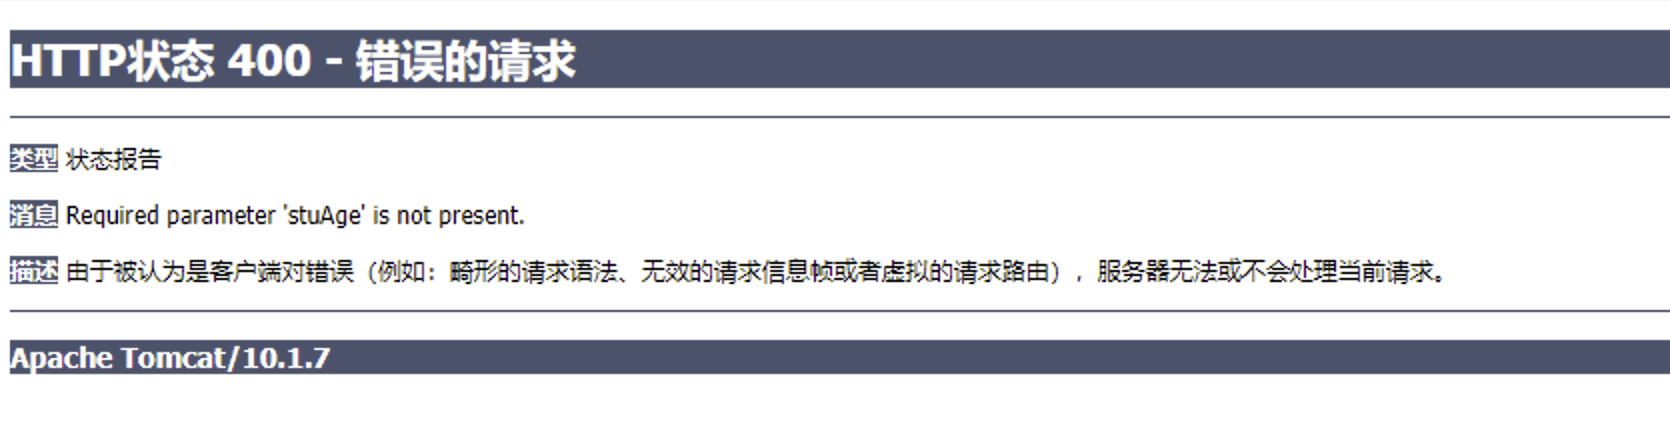 HTTP状态 400 - 错误的请求
类型 状态报告
消息 Required parameter 'stuAge' is not present.
描述 由于被认为是客户端对错误（例如：畸形的请求语法、无效的请求信息帧或者虚拟的请求路由），服务器无法或不会处理当前请求。
Apache Tomcat/10.1.7